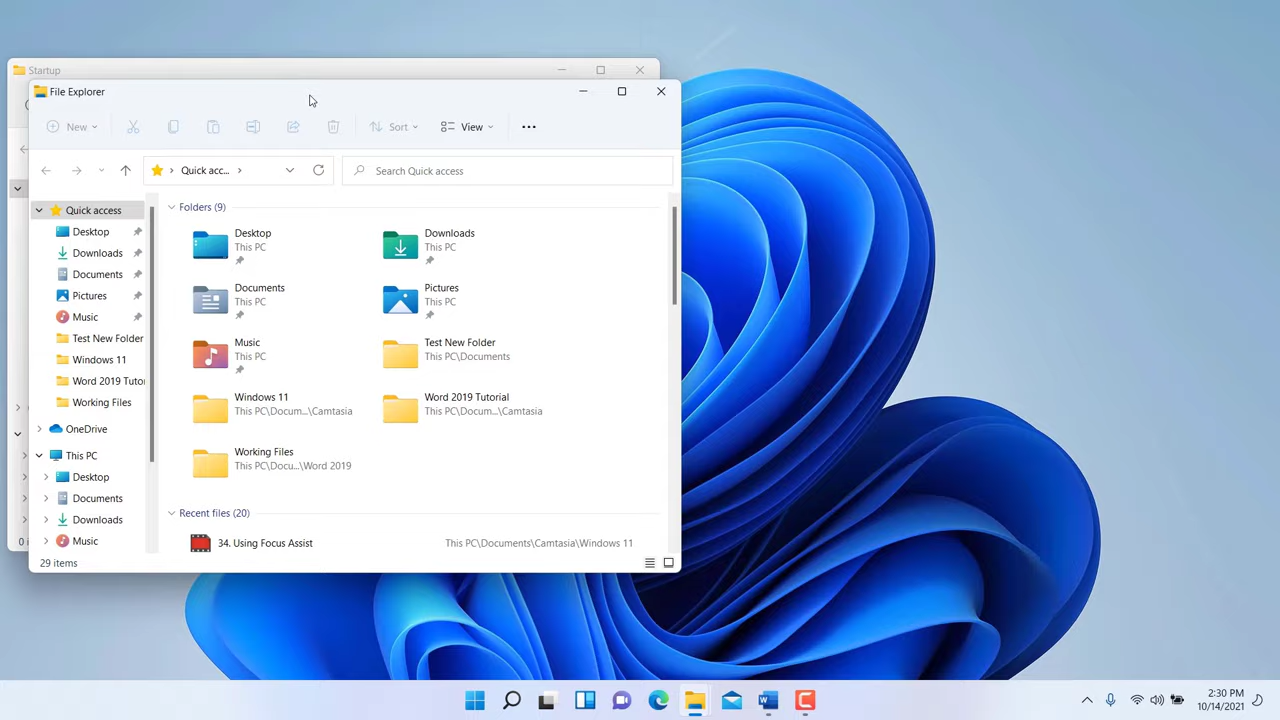 Startup
File Explorer
New
Sort
View
Quick acc...
Search Quick access
Quick access
Desktop
Downloads
Documents
Pictures
Music
Test New Folder
Windows 11
Word 2019 Tuto
Working Files
OneDrive
This PC
Desktop
Documents
Downloads
Music
Folders (9)
Desktop
This PC
Downloads
This PC
Documents
This PC
Pictures
This PC
Music
This PC
Test New Folder
This PC\Documents
Windows 11
This PC\Docum...\Camtasia
Word 2019 Tutorial
This PC\Docum...\Camtasia
Working Files
This PC\Docu...\Word 2019
Recent files (20)
34. Using Focus Assist This PC\Documents\Camtasia\Windows 11
29 items
2:30 PM
10/14/2021